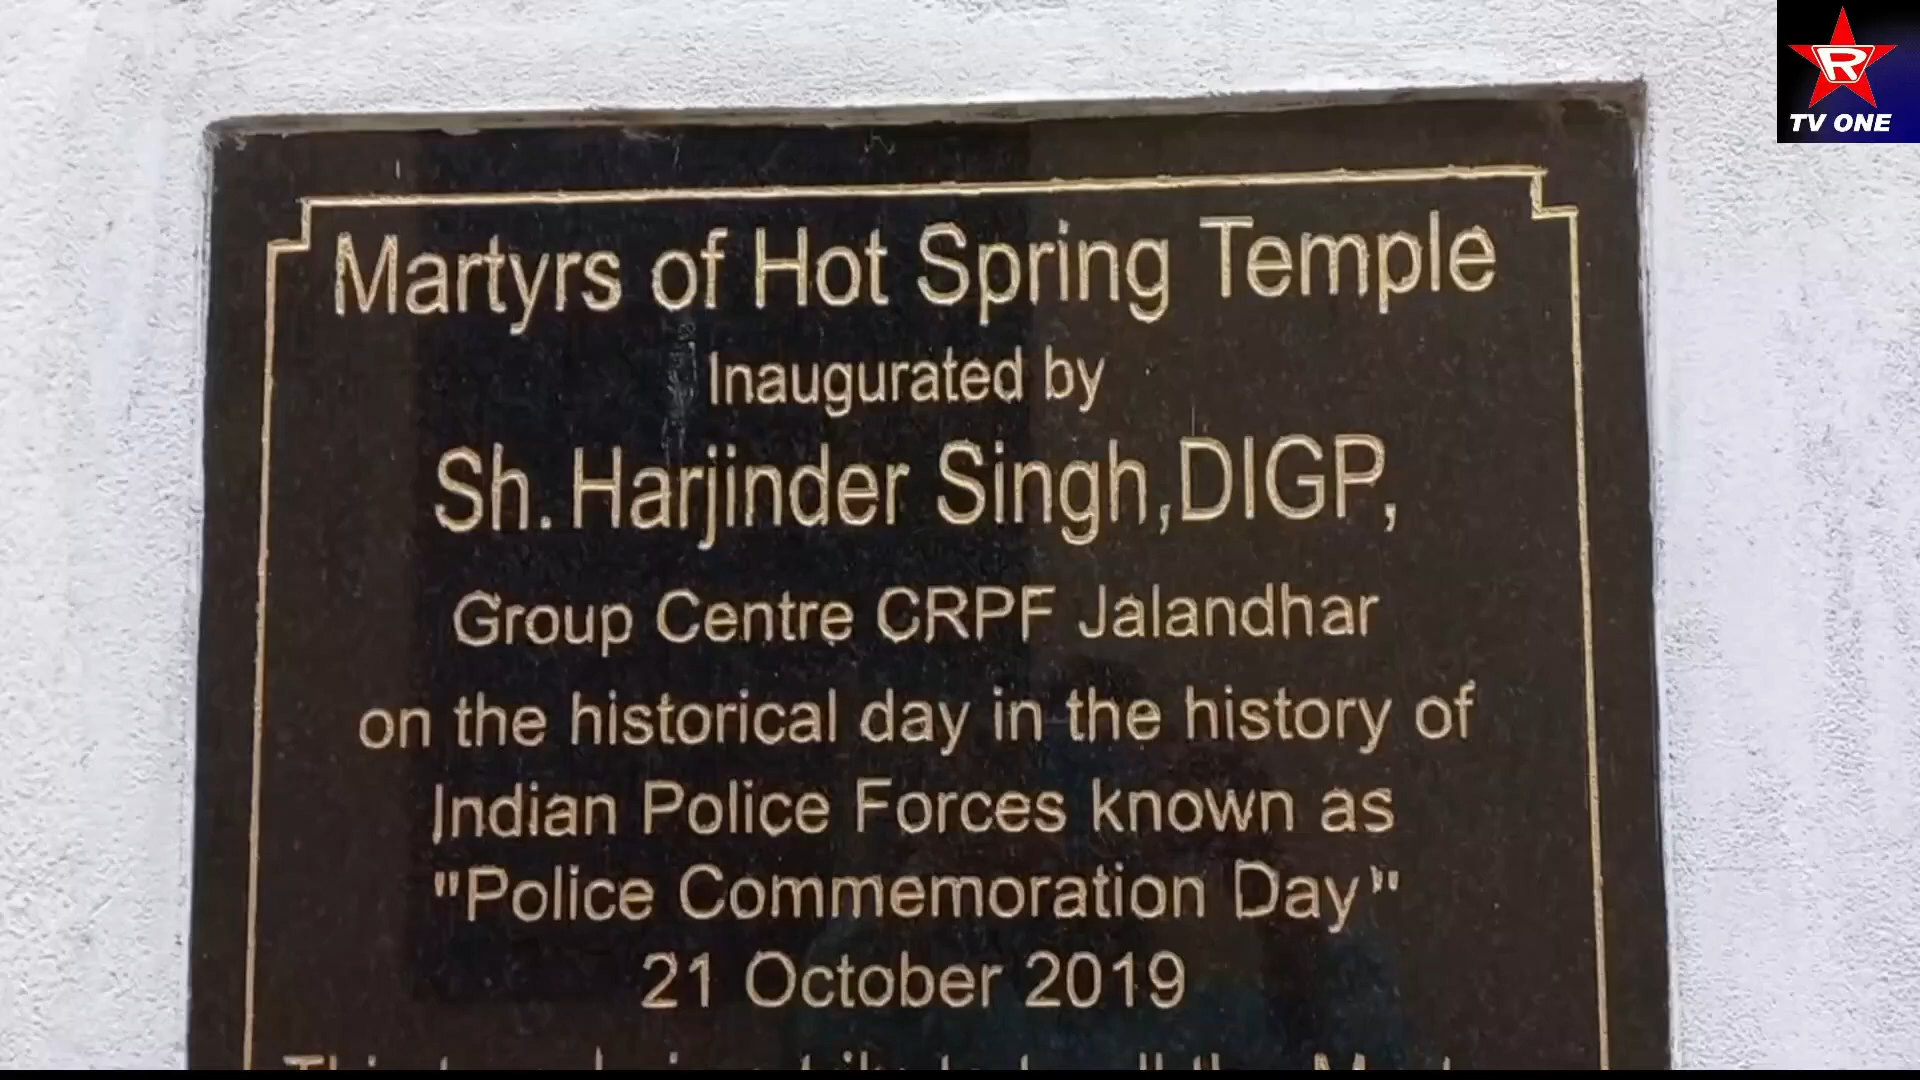 R
TV ONE
Martyrs of Hot Spring Temple
Inaugurated by
Sh. Harjinder Singh,DIGP,
Group Centre CRPF Jalandhar
on the historical day in the history of
Indian Police Forces known as
"Police Commemoration Day"
21 October 2019